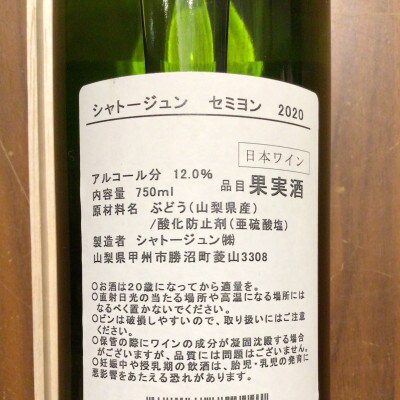 シャトージュン　セミヨン　2020
日本ワイン
アルコール分　12.0%
内容量　750ml　品目 果実酒
原材料名　ぶどう(山梨県産)
/酸化防止剤(亜硫酸塩)
製造者　シャトージュン㈱
山梨県甲州市勝沼町菱山3308
○お酒は20歳になってから適量を。
○直射日光の当たる場所や高温になる場所には
なるべく置かないでください。
○ビンは破損しやすいので、取り扱いにはご注意
ください。
○保管の際にワインの成分が凝固沈殿する場合
がございますが、品質には問題はございません。
○妊娠中や授乳期の飲酒は、胎児・乳児の発育に
悪影響をあたえる恐れがあります。